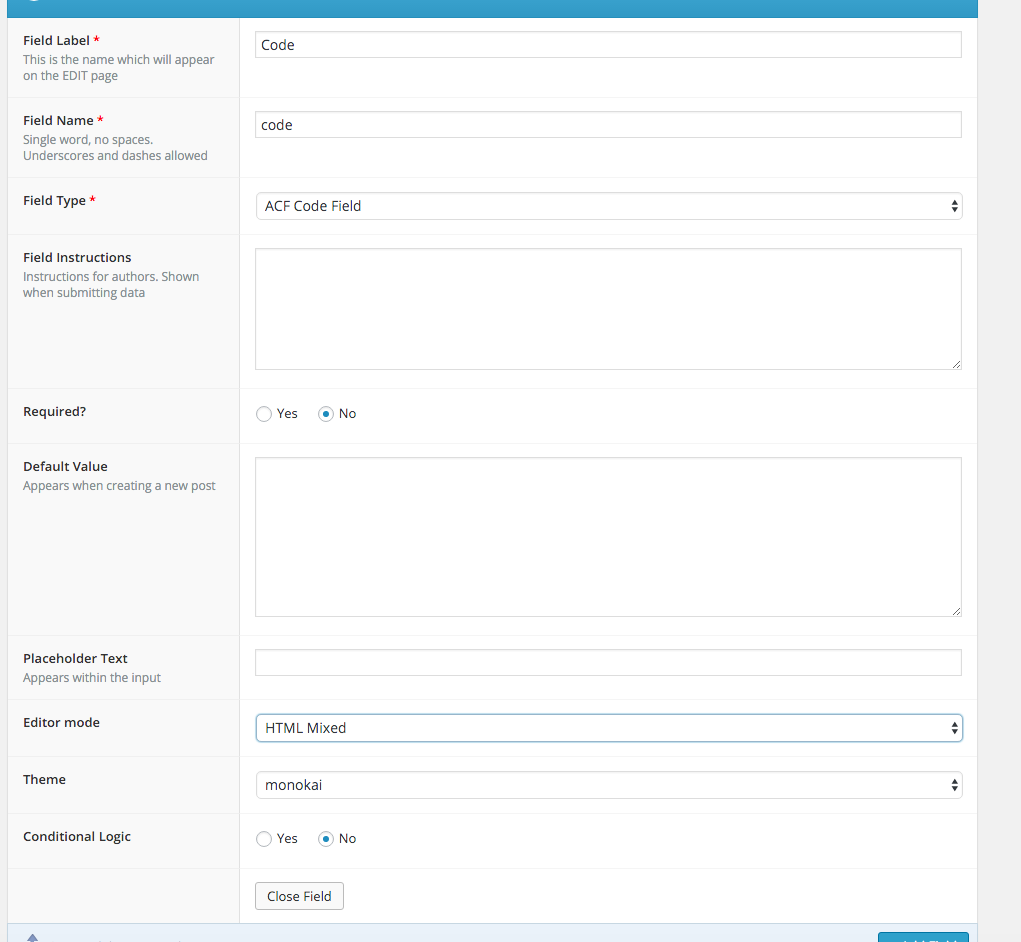 Field Label *
This is the name which will appear
on the EDIT page
Code
Field Name *
Single word, no spaces.
Underscores and dashes allowed
code
Field Type *
ACF Code Field
Field Instructions
Instructions for authors. Shown
when submitting data
Required?
Yes No
Default Value
Appears when creating a new post
Placeholder Text
Appears within the input
Editor mode
HTML Mixed
Theme
monokai
Conditional Logic
Yes No
Close Field